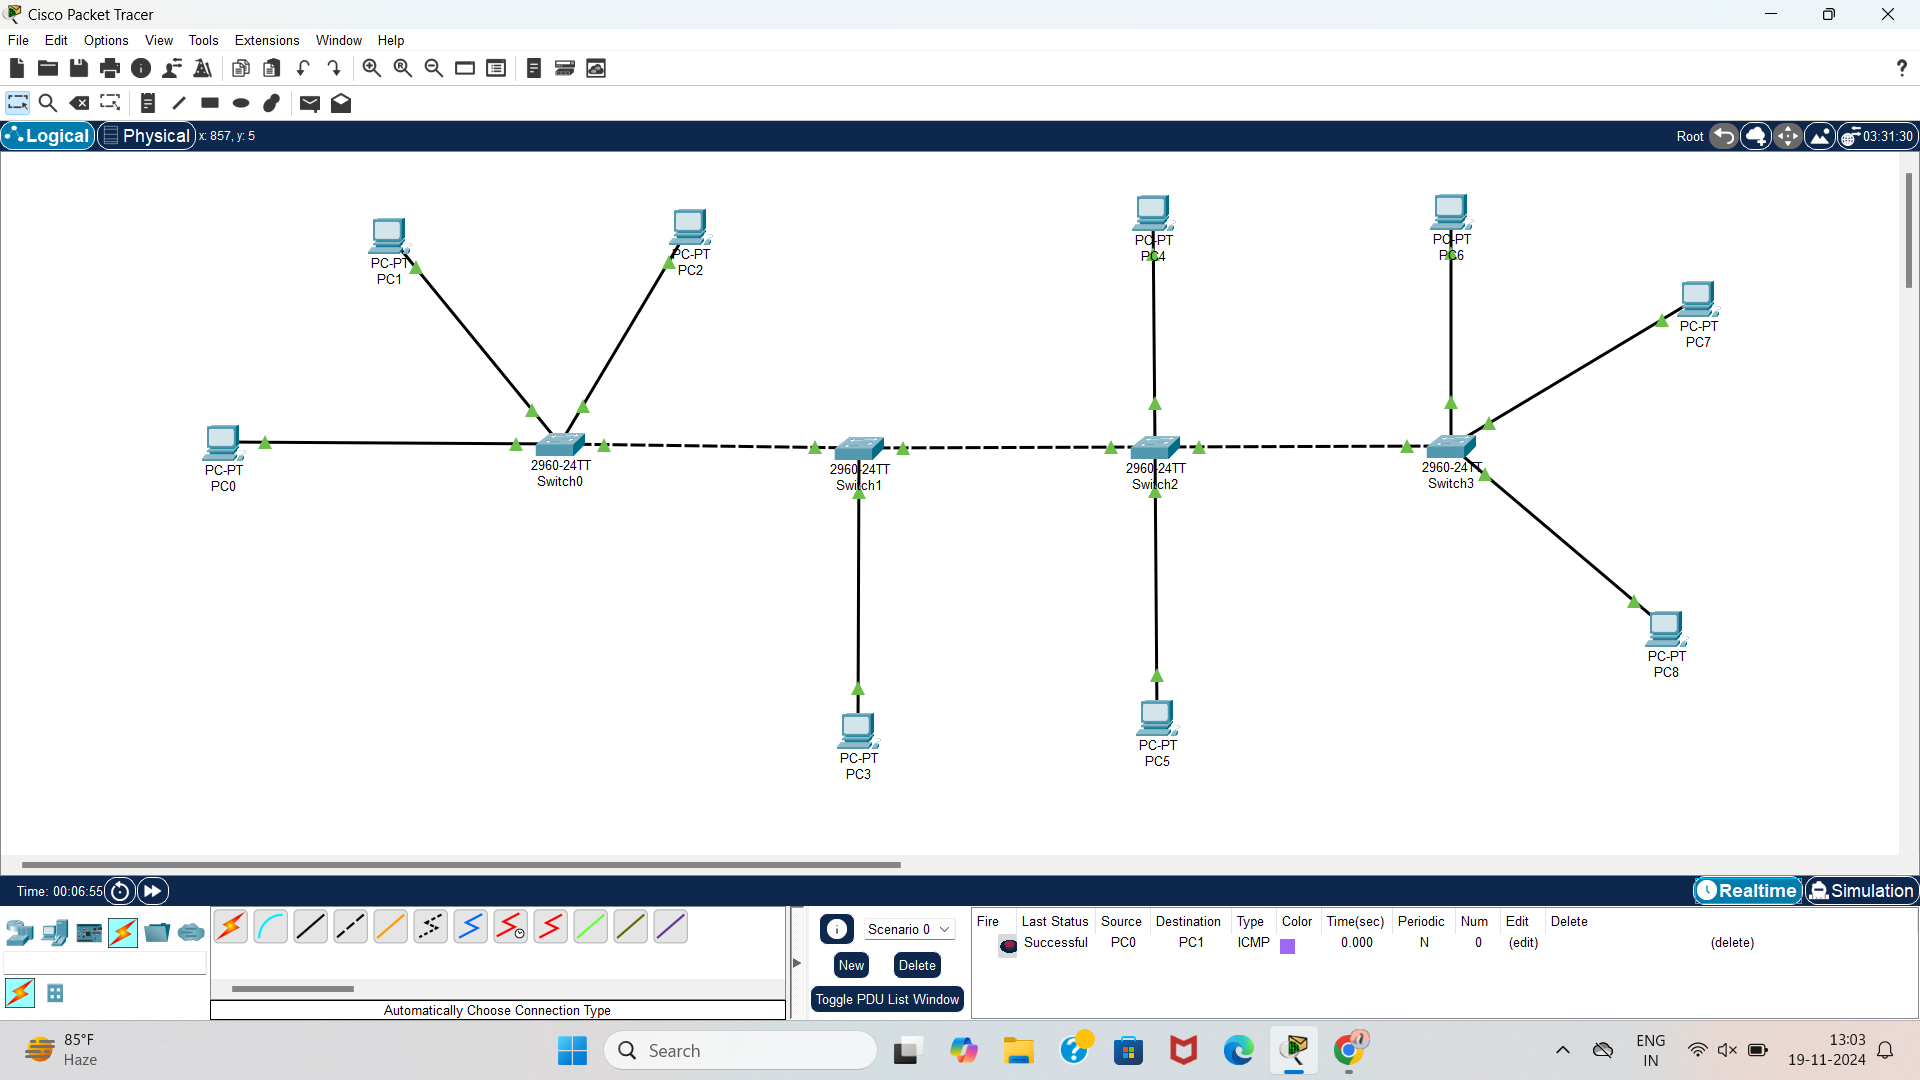 Cisco Packet Tracer
File Edit Options View Tools Extensions Window Help
?
Logical Physical x: 857, y: 5 Root 03:31:30
PC-PT
PC1
PC-PT
PC2
PC-PT
PC4
PC-PT
PC6
PC-PT
PC7
PC-PT
PC0
2960-24TT
Switch0
2960-24TT
Switch1
2960-24TT
Switch2
2960-24TT
Switch3
PC-PT
PC8
PC-PT
PC3
PC-PT
PC5
Time: 00:06:55 Realtime Simulation
Automatically Choose Connection Type
Scenario 0
New Delete
Toggle PDU List Window
Fire Last Status Source Destination Type Color Time(sec) Periodic Num Edit Delete
Successful PC0 PC1 ICMP 0.000 N 0 (edit) (delete)
85°F
Haze
Search
ENG
IN
13:03
19-11-2024